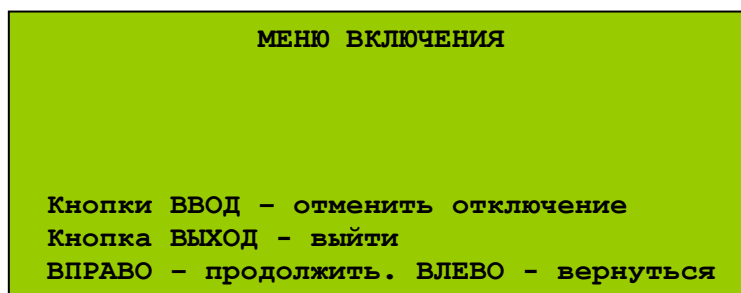 МЕНЮ ВКЛЮЧЕНИЯ
Кнопки ВВОД – отменить отключение
Кнопка ВЫХОД - выйти
ВПРАВО – продолжить. ВЛЕВО - вернуться